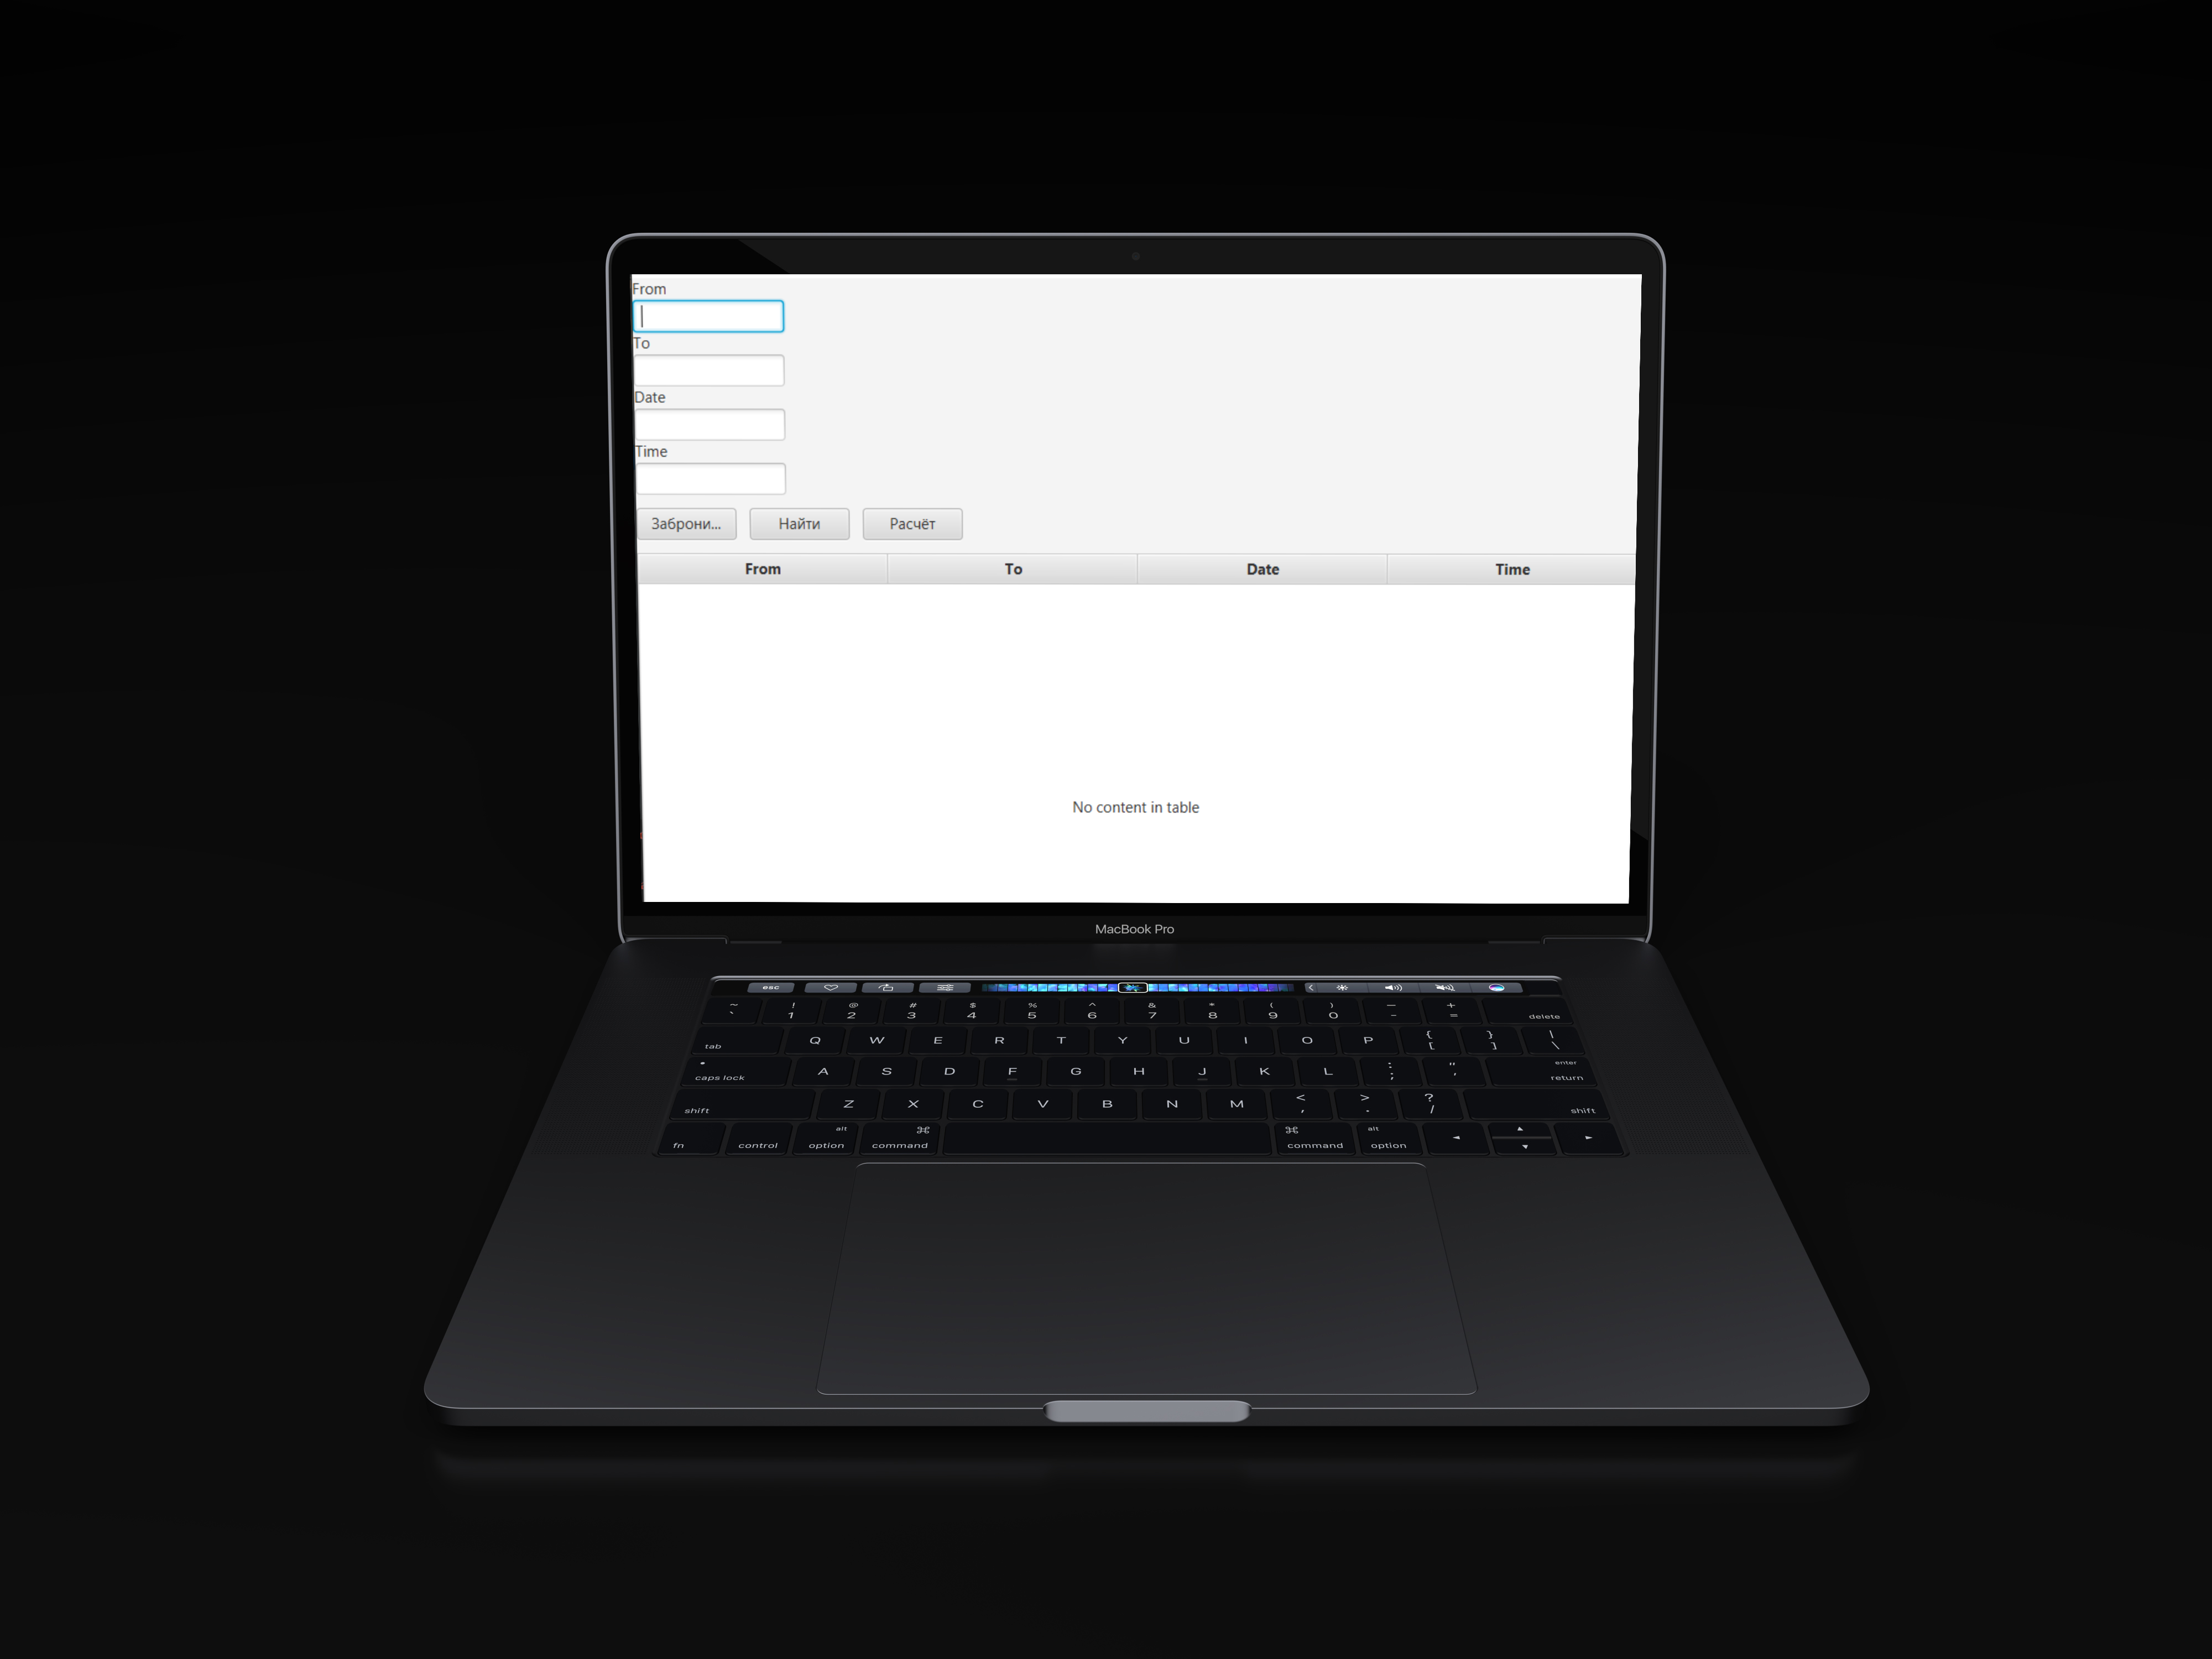 From
To
Date
Time
Заброни... Найти Расчёт
From To Date Time
No content in table
MacBook Pro
esc
~ ! @ # $ % ^ & * ( ) — +
` 1 2 3 4 5 6 7 8 9 0 - = delete
tab Q W E R T Y U I O P { [ } ] | \
caps lock A S D F G H J K L : ; " ' enter return
shift Z X C V B N M < , > . ? / shift
fn control alt option ⌘ command ⌘ command alt option